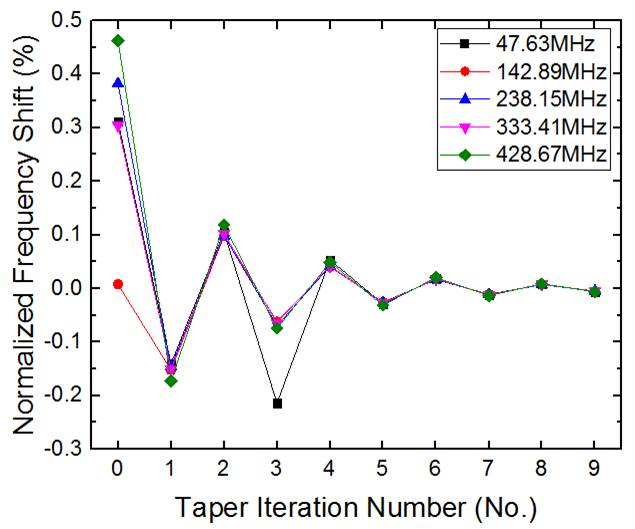 0.5
0.4
0.3
0.2
0.1
0.0
-0.1
-0.2
-0.3
Normalized Frequency Shift (%)
47.63MHz
142.89MHz
238.15MHz
333.41MHz
428.67MHz
0 1 2 3 4 5 6 7 8 9
Taper Iteration Number (No.)